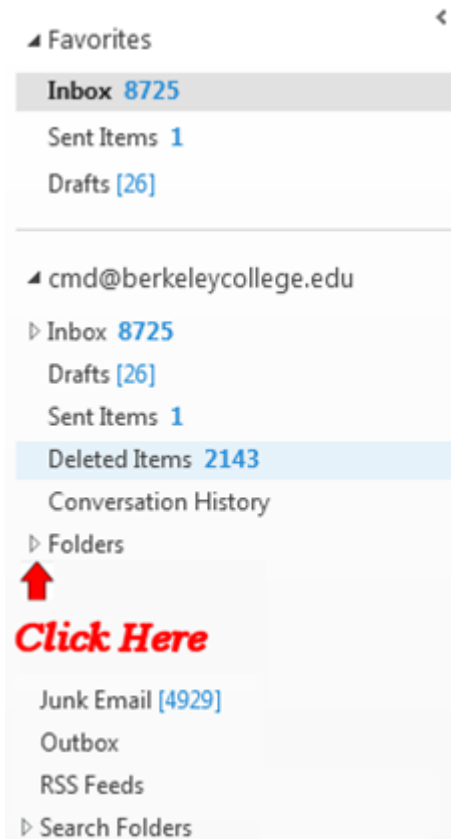 Favorites
Inbox 8725
Sent Items 1
Drafts [26]
cmd@berkeleycollege.edu
Inbox 8725
Drafts [26]
Sent Items 1
Deleted Items 2143
Conversation History
Folders
Click Here
Junk Email [4929]
Outbox
RSS Feeds
Search Folders